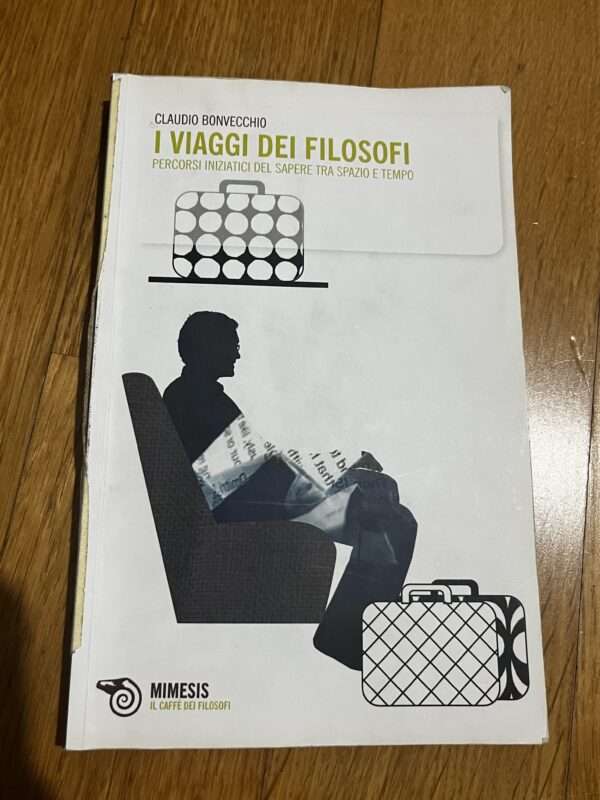 CLAUDIO BONVECCHIO
I VIAGGI DEI FILOSOFI
PERCORSI INIZIATICI DEL SAPERE TRA SPAZIO E TEMPO
MIMESIS
IL CAFFÈ DEI FILOSOFI